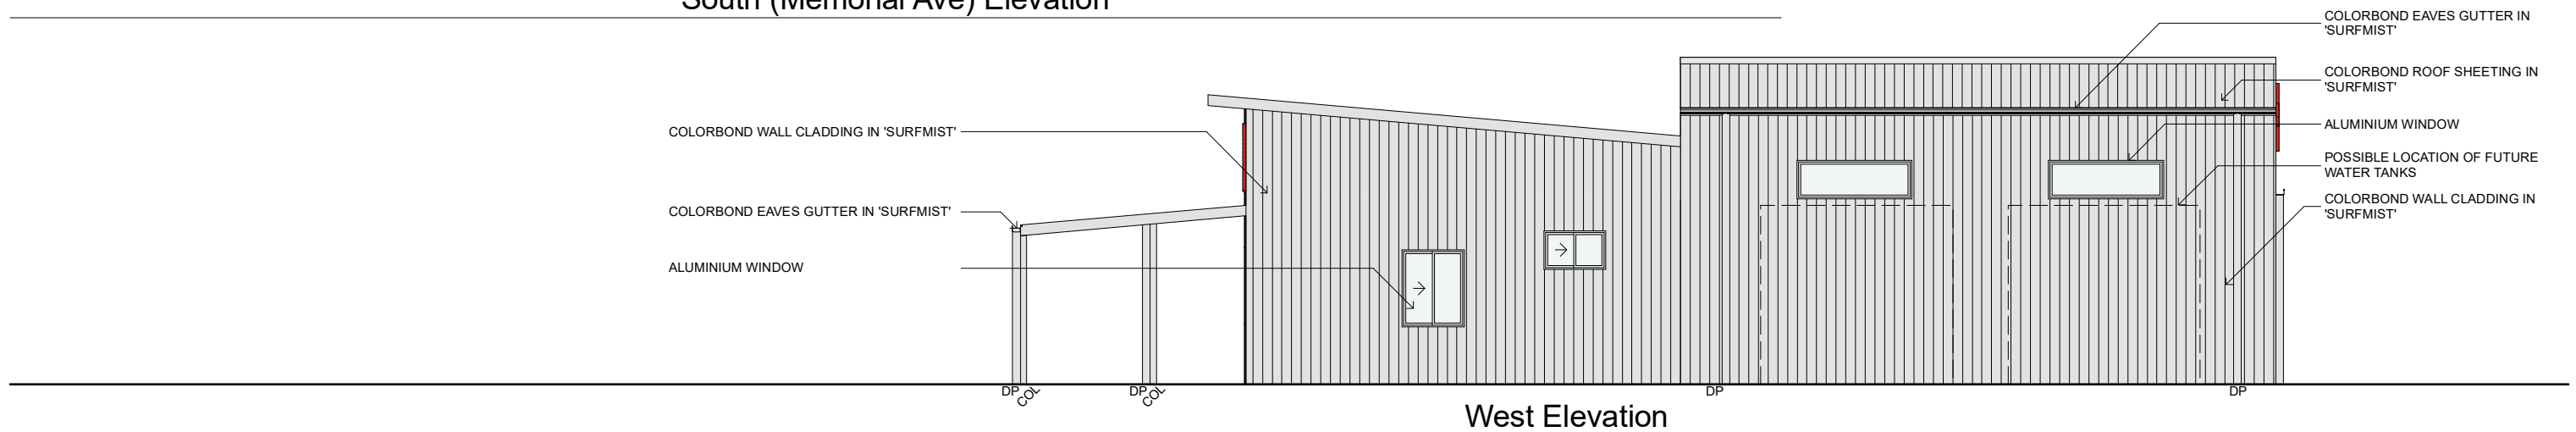 South (Memorial Ave) Elevation
COLORBOND EAVES GUTTER IN
'SURFMIST'
COLORBOND ROOF SHEETING IN
'SURFMIST'
COLORBOND WALL CLADDING IN 'SURFMIST'
ALUMINIUM WINDOW
POSSIBLE LOCATION OF FUTURE
WATER TANKS
COLORBOND WALL CLADDING IN
'SURFMIST'
COLORBOND EAVES GUTTER IN 'SURFMIST'
ALUMINIUM WINDOW
DP
COL
DP
COL
DP
DP
West Elevation